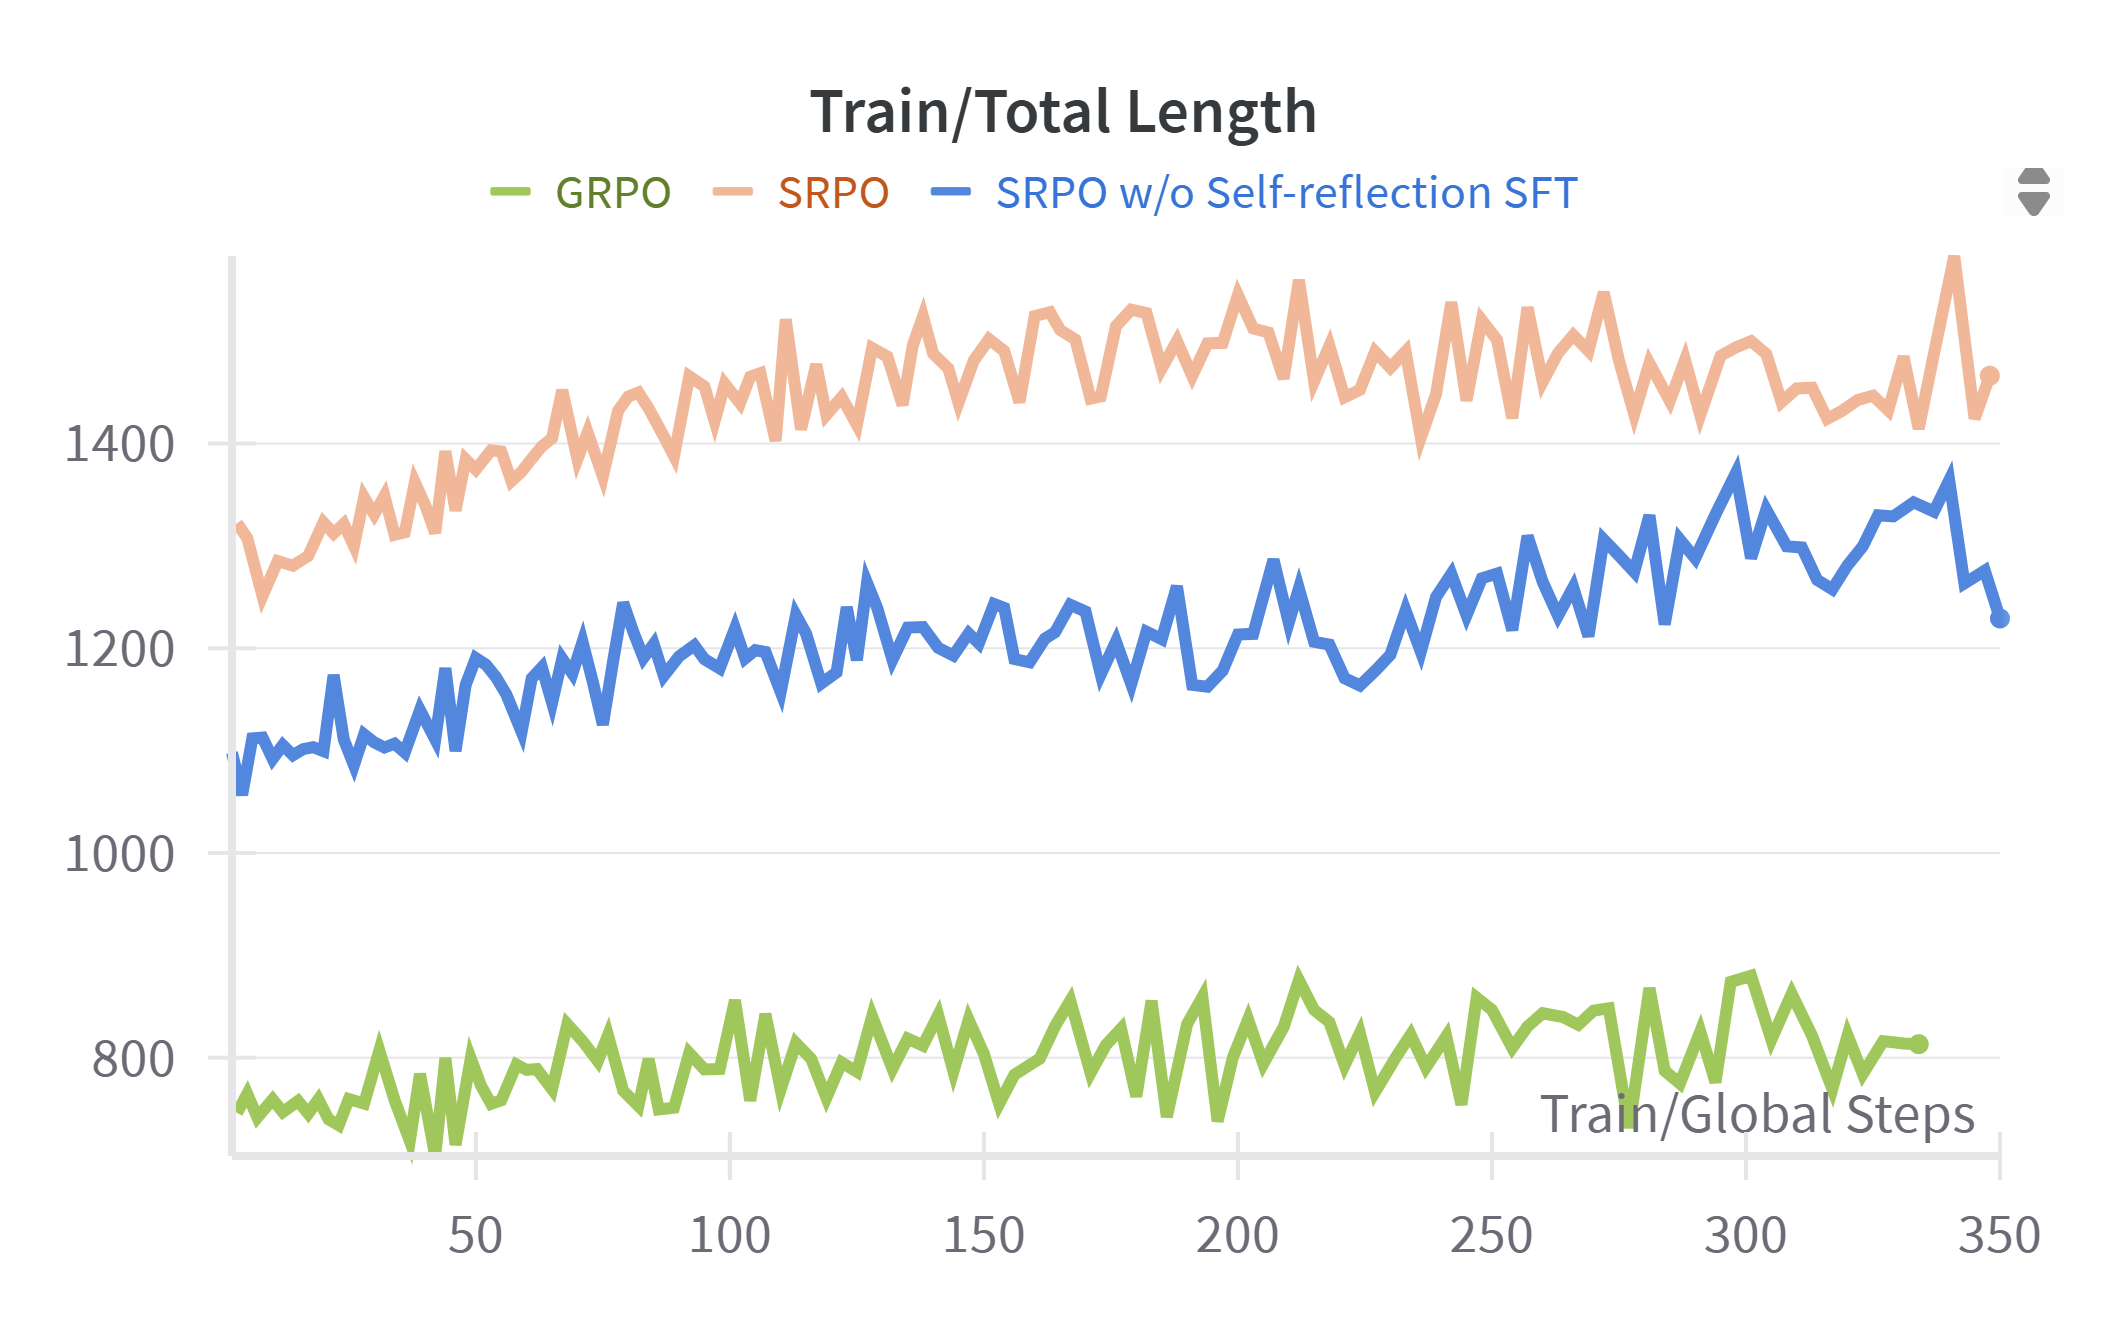 Train/Total Length
GRPO SRPO SRPO w/o Self-reflection SFT
1400
1200
1000
800
Train/Global Steps
50 100 150 200 250 300 350